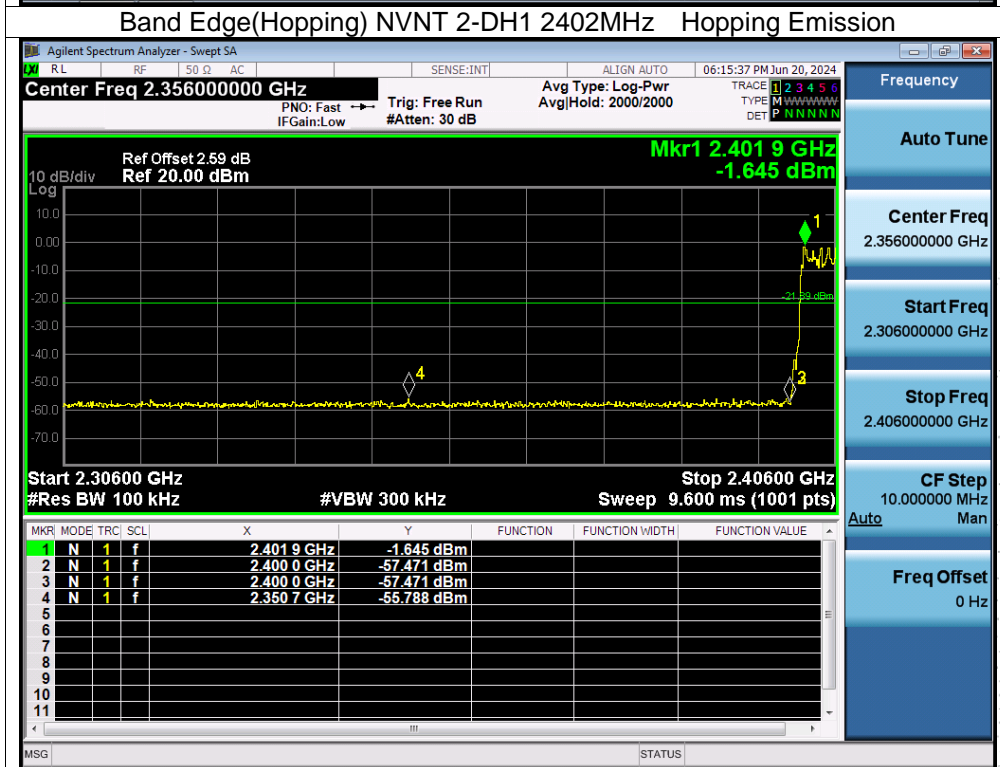 Band Edge(Hopping) NVNT 2-DH1 2402MHz Hopping Emission
Agilent Spectrum Analyzer - Swept SA
LXI RL RF 50 Ω AC SENSE:INT ALIGN AUTO 06:15:37 PM Jun 20, 2024
Center Freq 2.356000000 GHz
PNO: Fast
IFGain:Low
Trig: Free Run
#Atten: 30 dB
Avg Type: Log-Pwr
Avg|Hold: 2000/2000
TRACE 1 2 3 4 5 6
TYPE M WWWWW
DET P N N N N N
Frequency
Auto Tune
Center Freq
2.356000000 GHz
Start Freq
2.306000000 GHz
Stop Freq
2.406000000 GHz
CF Step
10.000000 MHz
Auto Man
Freq Offset
0 Hz
Mkr1 2.401 9 GHz
-1.645 dBm
Ref Offset 2.59 dB
10 dB/div Ref 20.00 dBm
Log
10.0
0.00
-10.0
-20.0
-30.0
-40.0
-50.0
-60.0
-70.0
1
-21.39 dBm
4
3
Start 2.30600 GHz Stop 2.40600 GHz
#Res BW 100 kHz #VBW 300 kHz Sweep 9.600 ms (1001 pts)
MKR MODE TRC SCL X Y FUNCTION FUNCTION WIDTH FUNCTION VALUE
1 N 1 f 2.401 9 GHz -1.645 dBm
2 N 1 f 2.400 0 GHz -57.471 dBm
3 N 1 f 2.400 0 GHz -57.471 dBm
4 N 1 f 2.350 7 GHz -55.788 dBm
5
6
7
8
9
10
11
MSG STATUS